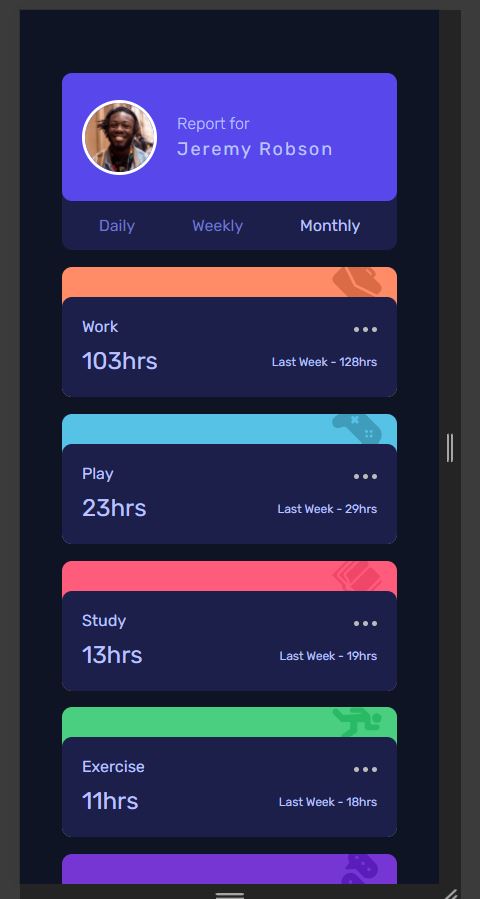 Report for
Jeremy Robson
Daily Weekly Monthly
Work
103hrs Last Week - 128hrs
Play
23hrs Last Week - 29hrs
Study
13hrs Last Week - 19hrs
Exercise
11hrs Last Week - 18hrs